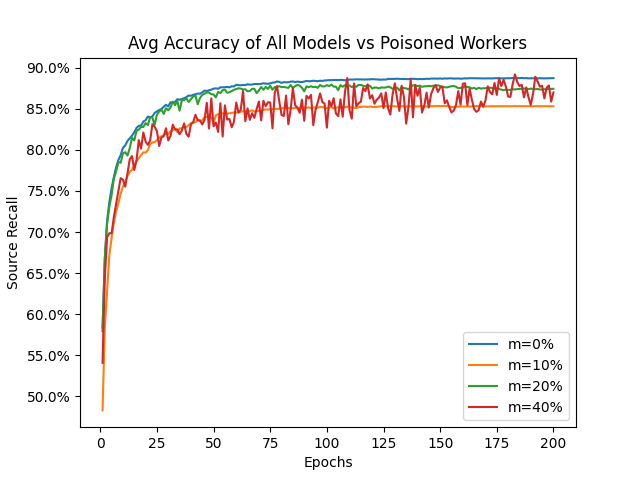 Avg Accuracy of All Models vs Poisoned Workers
90.0%
85.0%
80.0%
75.0%
70.0%
65.0%
60.0%
55.0%
50.0%
Source Recall
0 25 50 75 100 125 150 175 200
Epochs
m=0%
m=10%
m=20%
m=40%